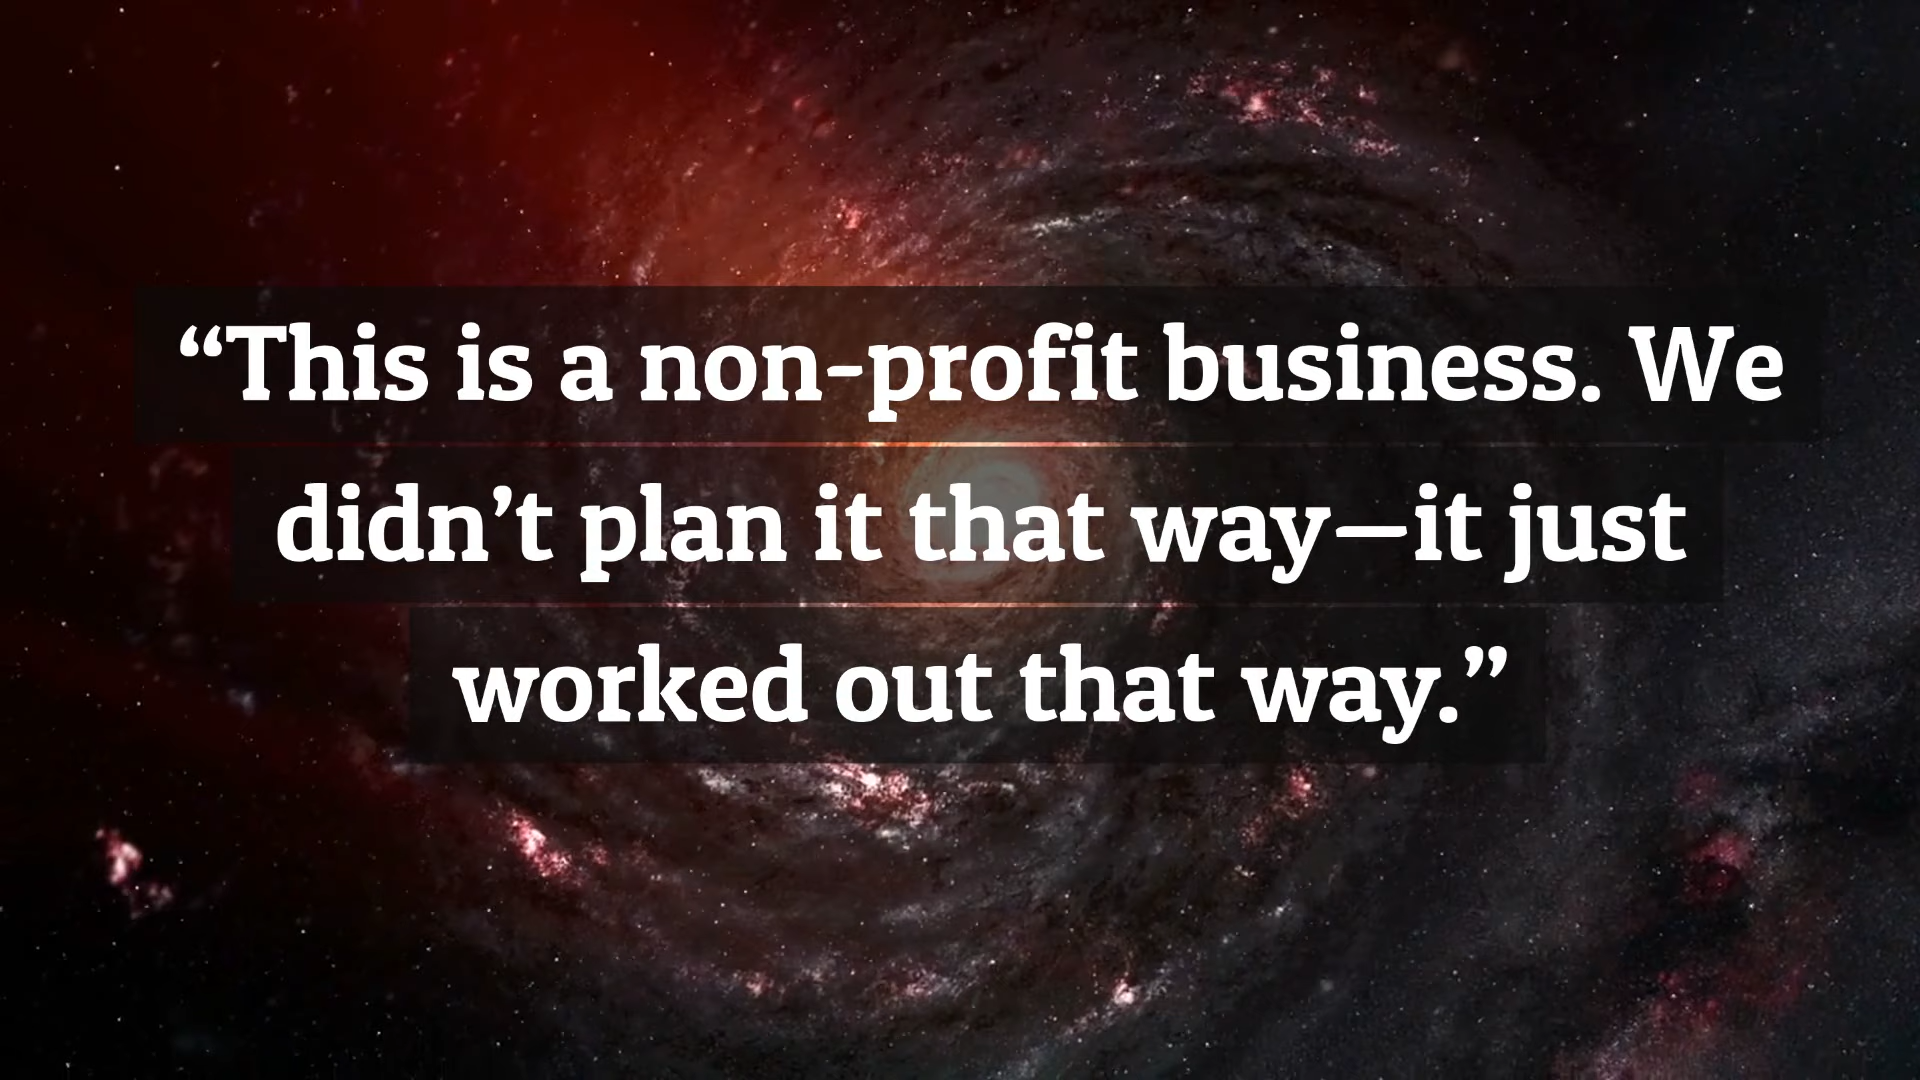 “This is a non-profit business. We
didn’t plan it that way—it just
worked out that way.”